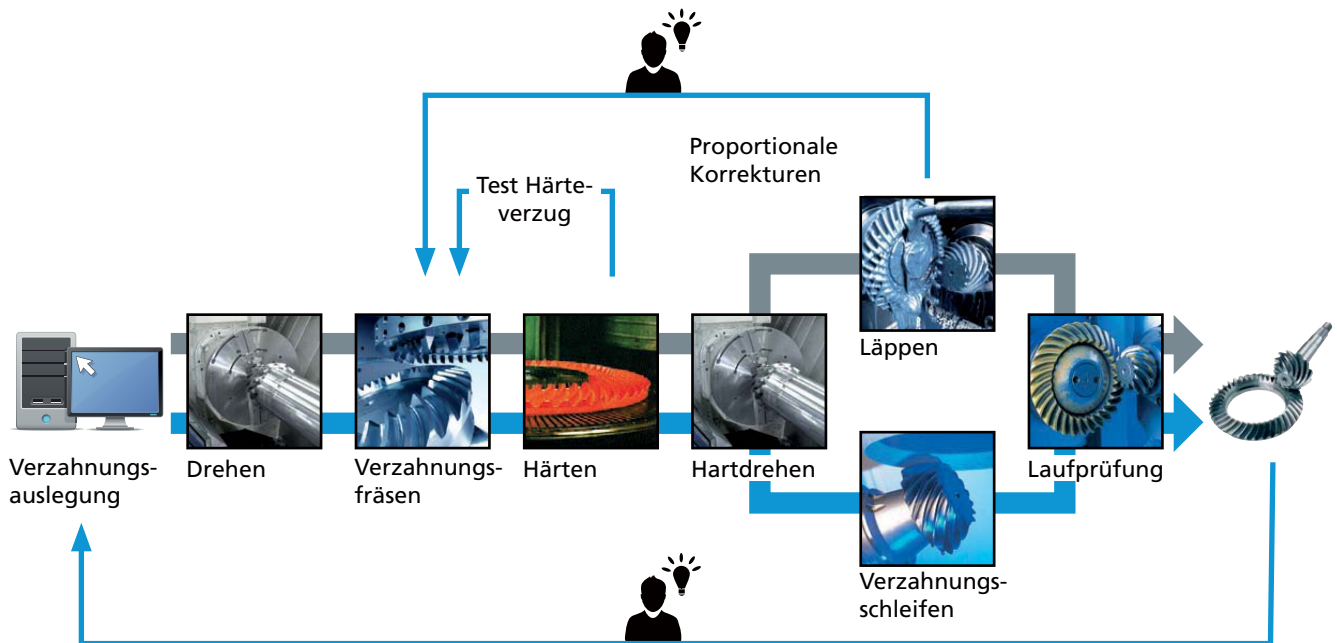 Proportionale
Korrekturen
Test Härte-
verzug
Läppen
Verzahnungs-
auslegung
Drehen
Verzahnungs-
fräsen
Härten
Hartdrehen
Laufprüfung
Verzahnungs-
schleifen